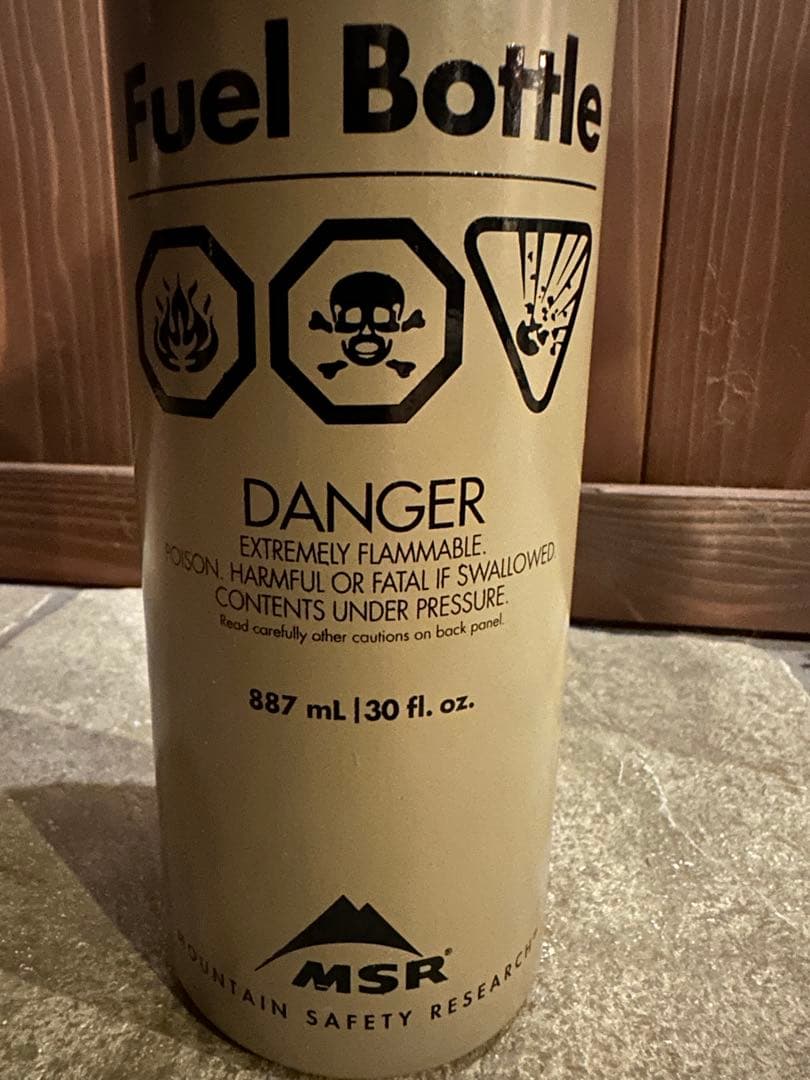 Fuel Bottle
DANGER
EXTREMELY FLAMMABLE.
POISON. HARMFUL OR FATAL IF SWALLOWED.
CONTENTS UNDER PRESSURE.
Read carefully other cautions on back panel.
887 mL | 30 fl. oz.
MSR®
MOUNTAIN SAFETY RESEARCH®